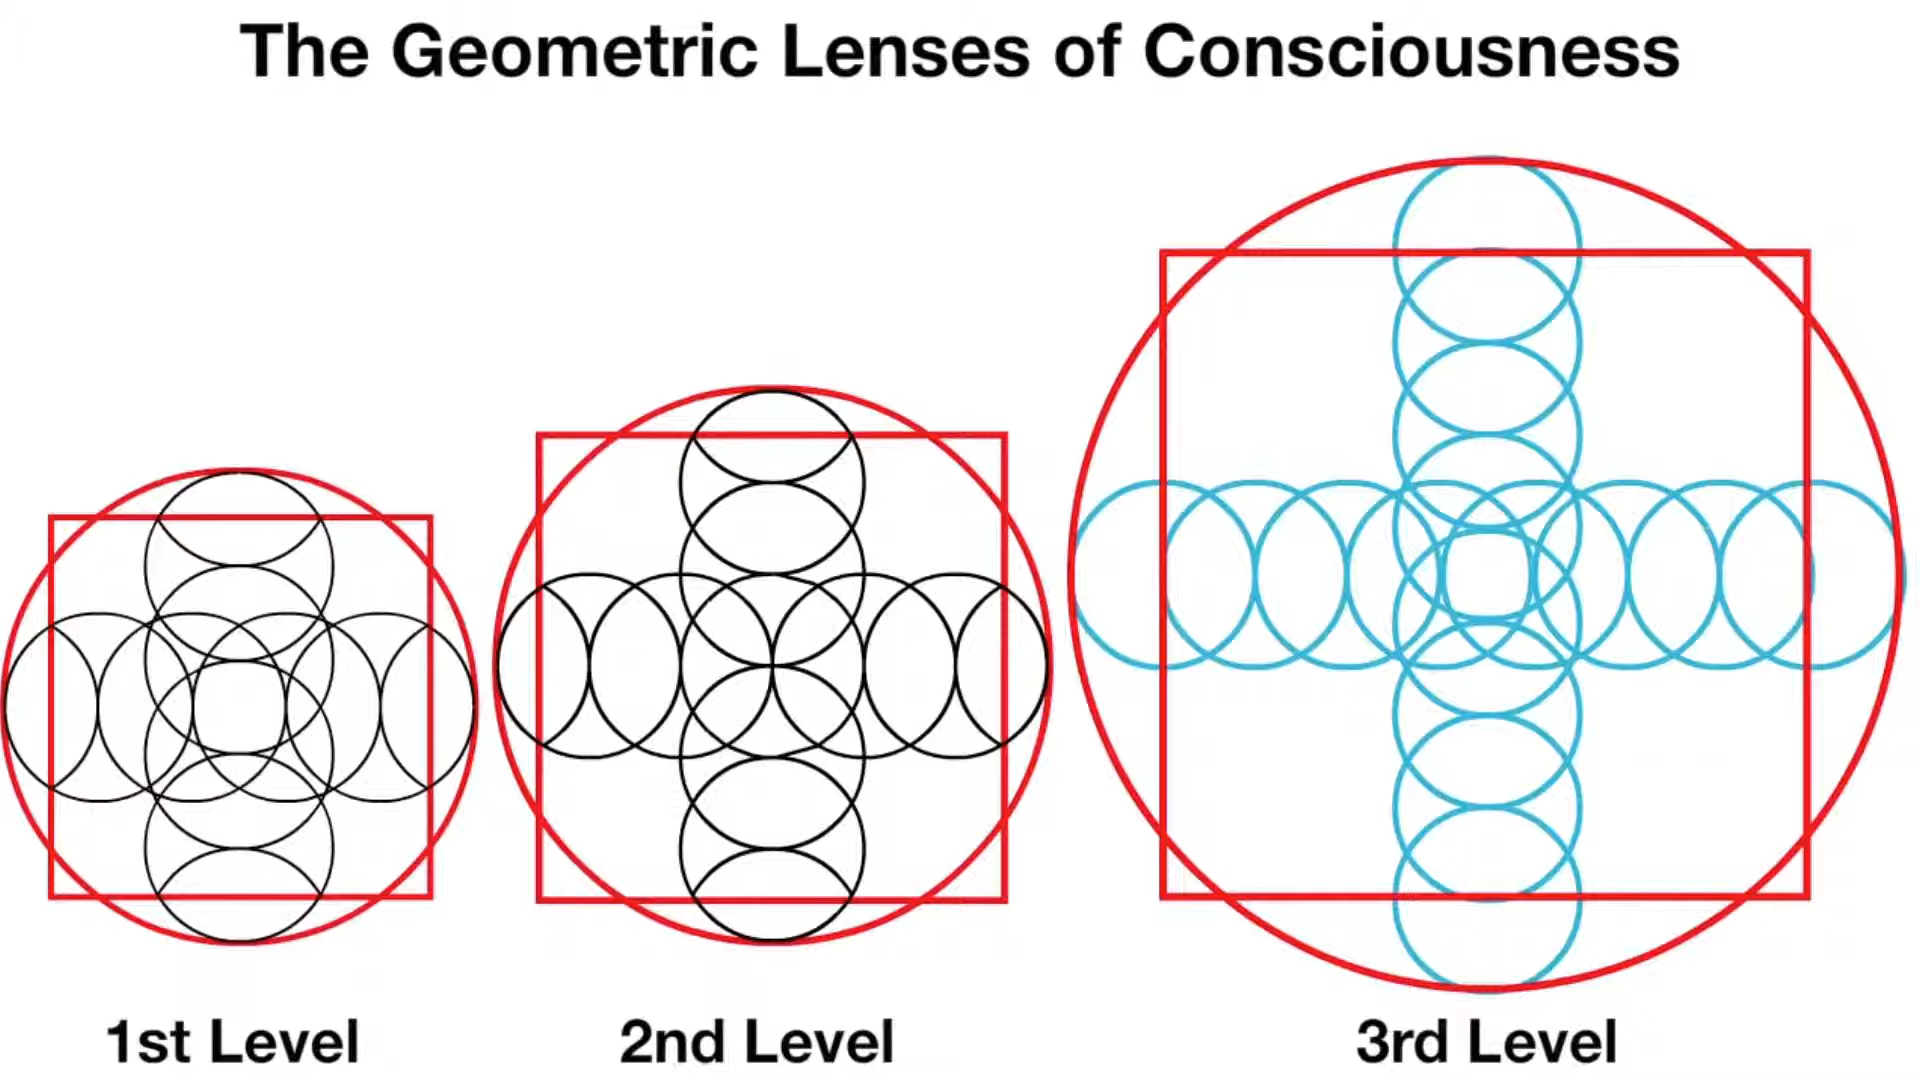 The Geometric Lenses of Consciousness
1st Level
2nd Level
3rd Level